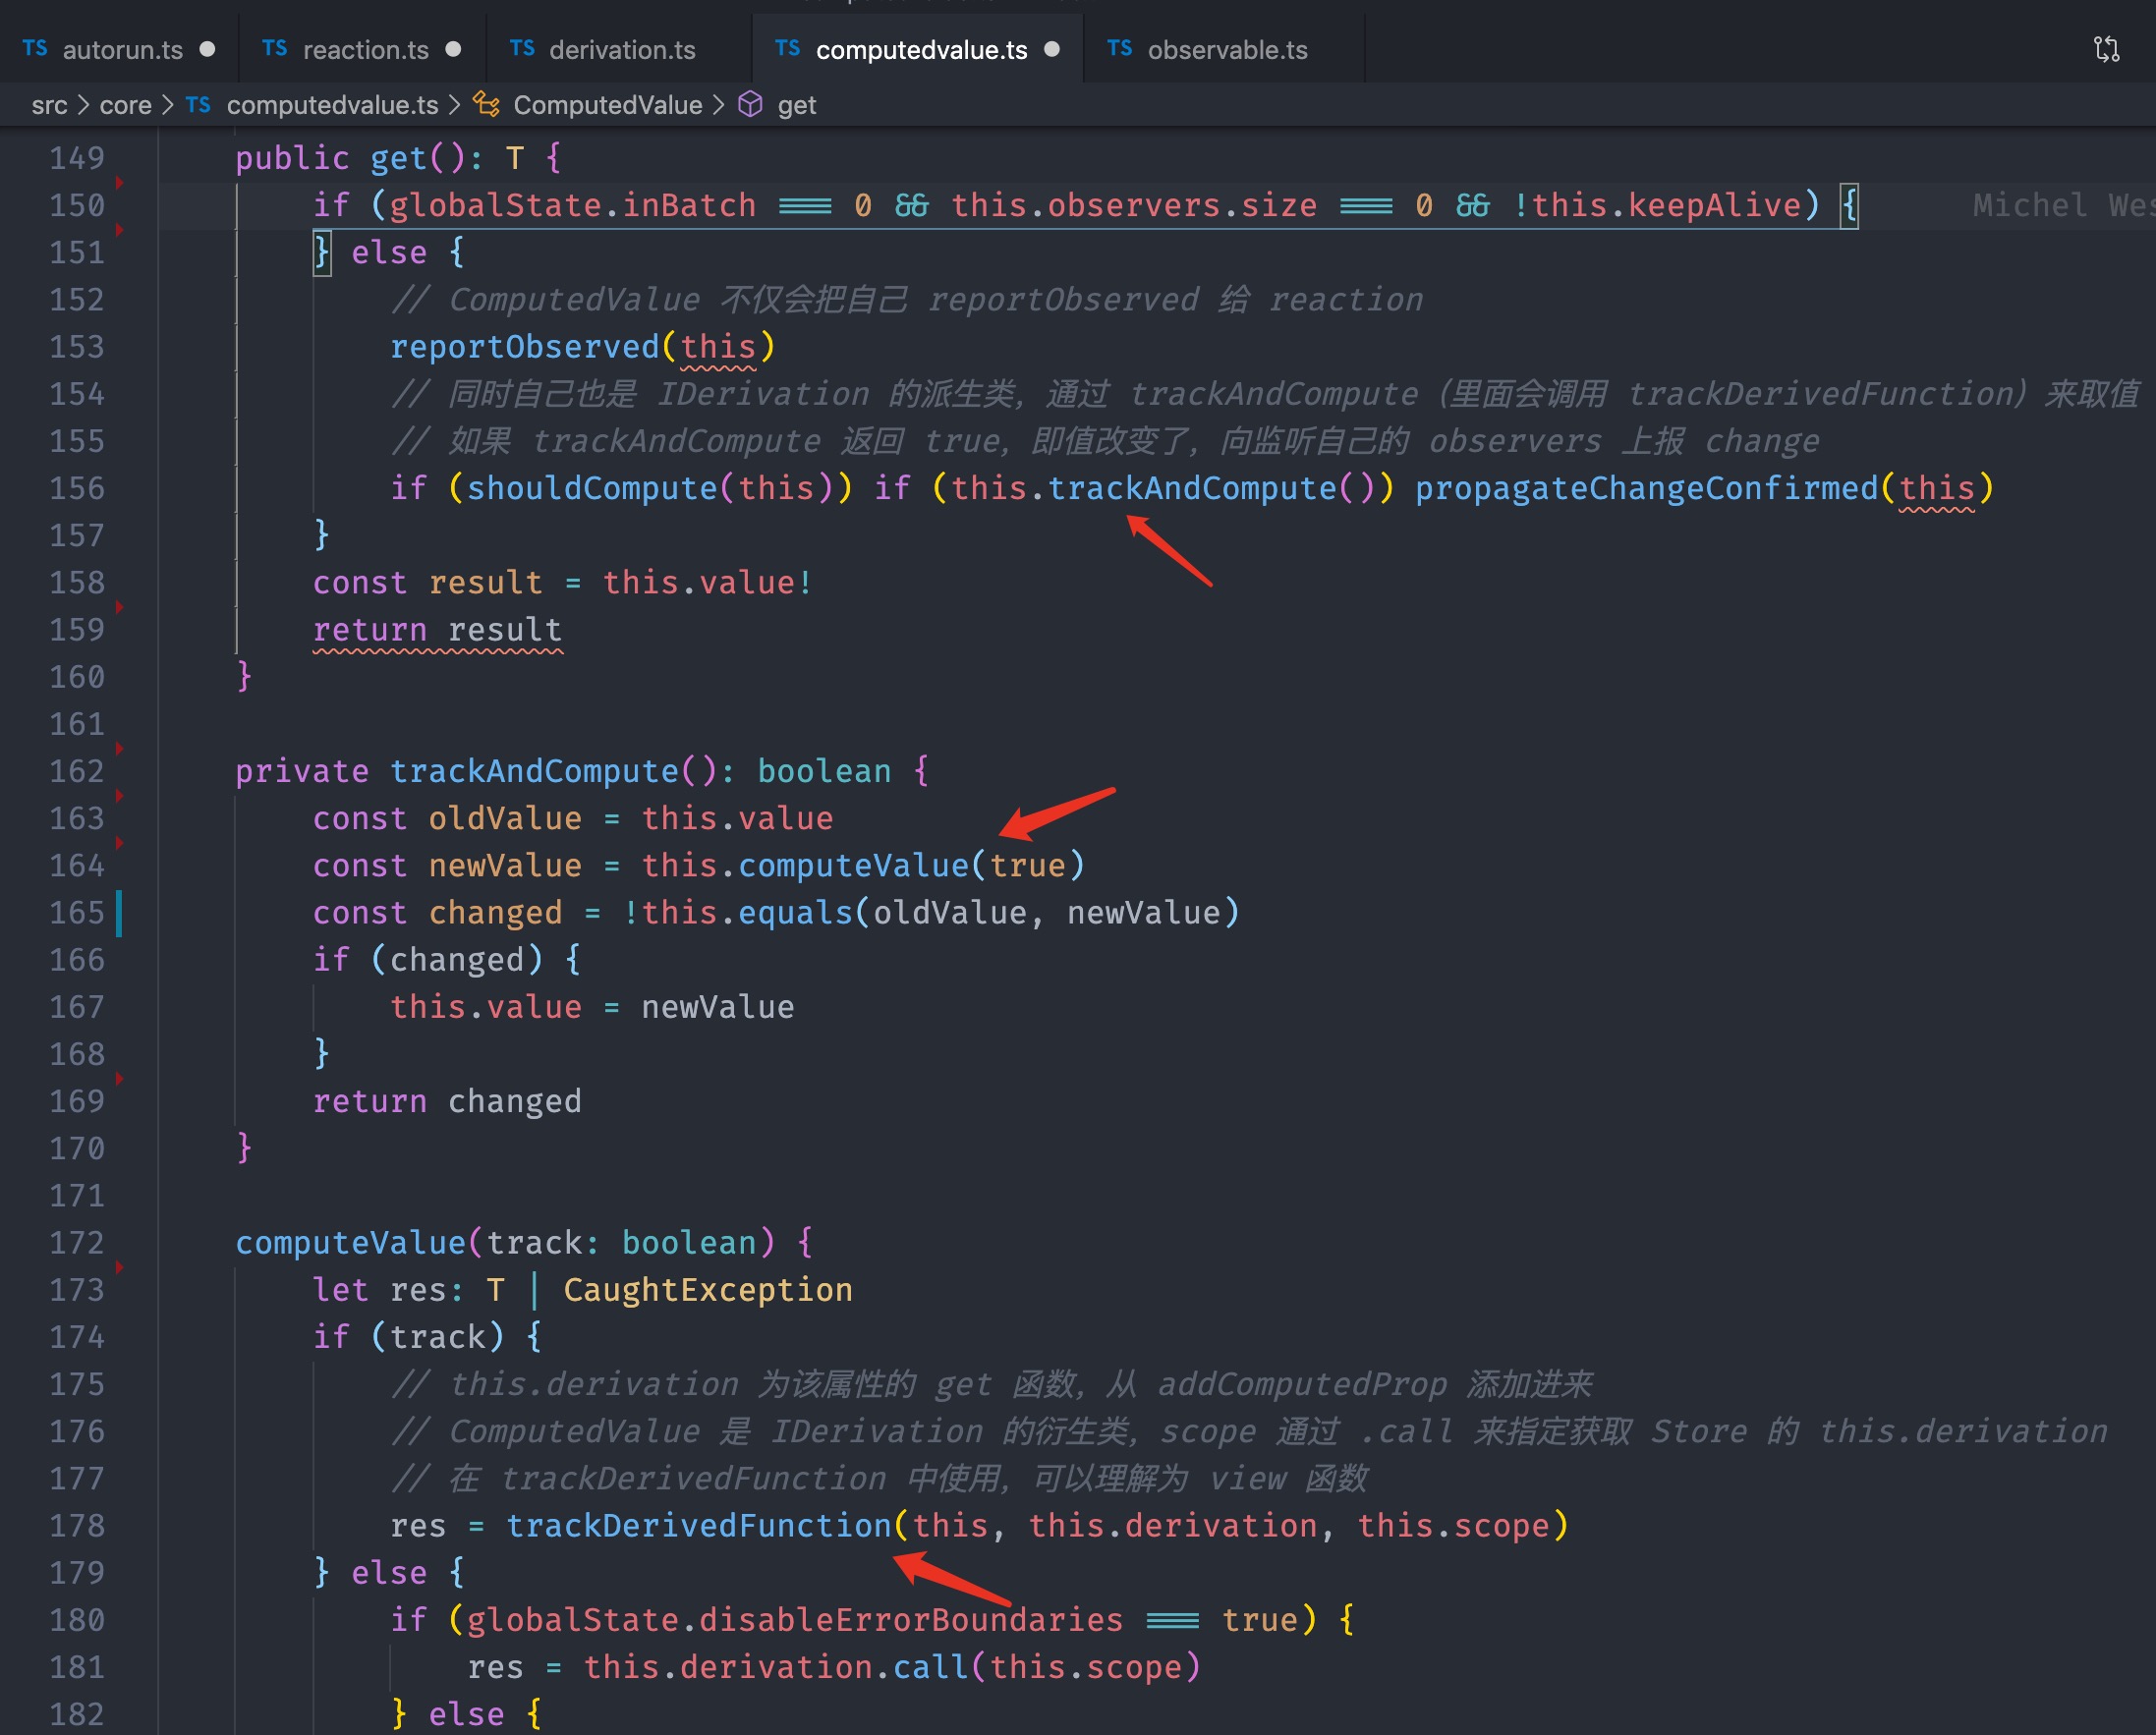 TS autorun.ts TS reaction.ts TS derivation.ts TS computedvalue.ts TS observable.ts
src > core > TS computedvalue.ts > ComputedValue > get
149 public get(): T {
150 if (globalState.inBatch === 0 && this.observers.size === 0 && !this.keepAlive) { Michel Wes
151 } else {
152 // ComputedValue 不仅会把自己 reportObserved 给 reaction
153 reportObserved(this)
154 // 同时自己也是 IDerivation 的派生类，通过 trackAndCompute（里面会调用 trackDerivedFunction）来取值
155 // 如果 trackAndCompute 返回 true，即值改变了，向监听自己的 observers 上报 change
156 if (shouldCompute(this)) if (this.trackAndCompute()) propagateChangeConfirmed(this)
157 }
158 const result = this.value!
159 return result
160 }
161
162 private trackAndCompute(): boolean {
163 const oldValue = this.value
164 const newValue = this.computeValue(true)
165 const changed = !this.equals(oldValue, newValue)
166 if (changed) {
167 this.value = newValue
168 }
169 return changed
170 }
171
172 computeValue(track: boolean) {
173 let res: T | CaughtException
174 if (track) {
175 // this.derivation 为该属性的 get 函数，从 addComputedProp 添加进来
176 // ComputedValue 是 IDerivation 的衍生类，scope 通过 .call 来指定获取 Store 的 this.derivation
177 // 在 trackDerivedFunction 中使用，可以理解为 view 函数
178 res = trackDerivedFunction(this, this.derivation, this.scope)
179 } else {
180 if (globalState.disableErrorBoundaries === true) {
181 res = this.derivation.call(this.scope)
182 } else {